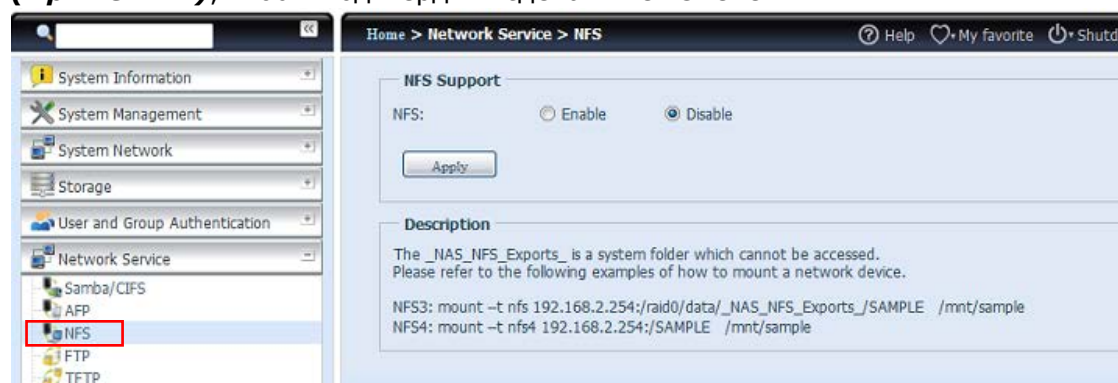 Home > Network Service > NFS
Help
My favorite
Shutd
System Information
System Management
System Network
Storage
User and Group Authentication
Network Service
Samba/CIFS
AFP
NFS
FTP
TFTP
NFS Support
NFS:
Enable
Disable
Apply
Description
The _NAS_NFS_Exports_ is a system folder which cannot be accessed.
Please refer to the following examples of how to mount a network device.
NFS3: mount –t nfs 192.168.2.254:/raid0/data/_NAS_NFS_Exports_/SAMPLE /mnt/sample
NFS4: mount –t nfs4 192.168.2.254:/SAMPLE /mnt/sample